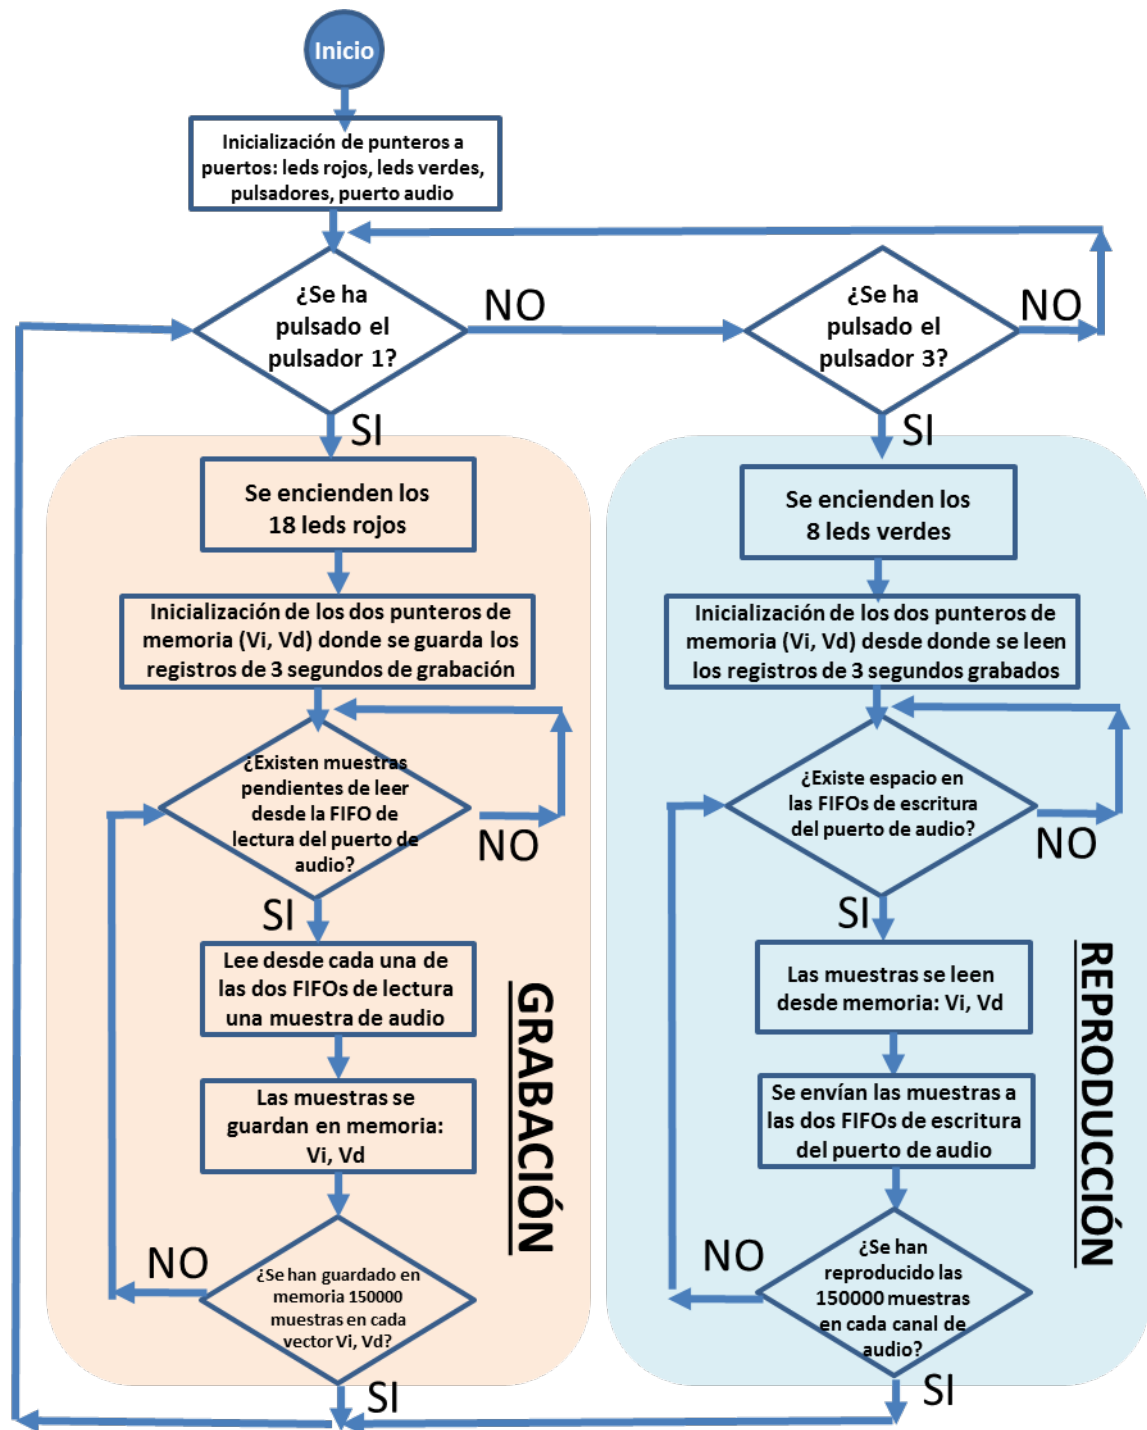 Inicio
Inicialización de punteros a
puertos: leds rojos, leds verdes,
pulsadores, puerto audio
¿Se ha
pulsado el
pulsador 1?
NO
¿Se ha
pulsado el
pulsador 3?
NO
SI
SI
Se encienden los
18 leds rojos
Inicialización de los dos punteros de
memoria (Vi, Vd) donde se guarda los
registros de 3 segundos de grabación
¿Existen muestras
pendientes de leer
desde la FIFO de
lectura del puerto de
audio?
NO
SI
Lee desde cada una de
las dos FIFOs de lectura
una muestra de audio
Las muestras se
guardan en memoria:
Vi, Vd
GRABACIÓN
NO
¿Se han guardado en
memoria 150000
muestras en cada
vector Vi, Vd?
SI
Se encienden los
8 leds verdes
Inicialización de los dos punteros de
memoria (Vi, Vd) desde donde se leen
los registros de 3 segundos grabados
¿Existe espacio en
las FIFOs de escritura
del puerto de audio?
NO
SI
Las muestras se leen
desde memoria: Vi, Vd
Se envían las muestras a
las dos FIFOs de escritura
del puerto de audio
REPRODUCCIÓN
NO
¿Se han
reproducido las
150000 muestras
en cada canal de
audio?
SI